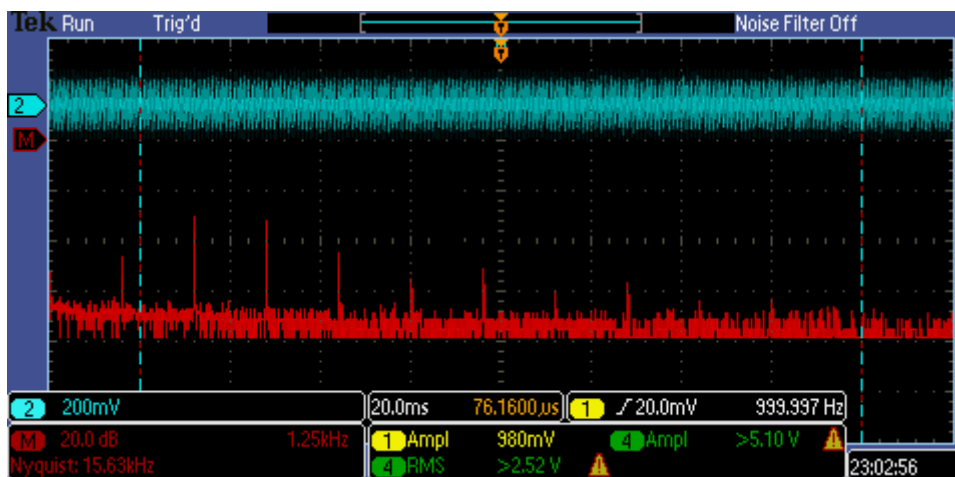 Tek Run Trig'd Noise Filter Off
2
M
2 200mV 20.0ms 76.1600µs 1 20.0mV 999.997 Hz
M 20.0 dB 1.25kHz 1 Ampl 980mV 4 Ampl >5.10 V
Nyquist: 15.63kHz 4 RMS >2.52 V 23:02:56